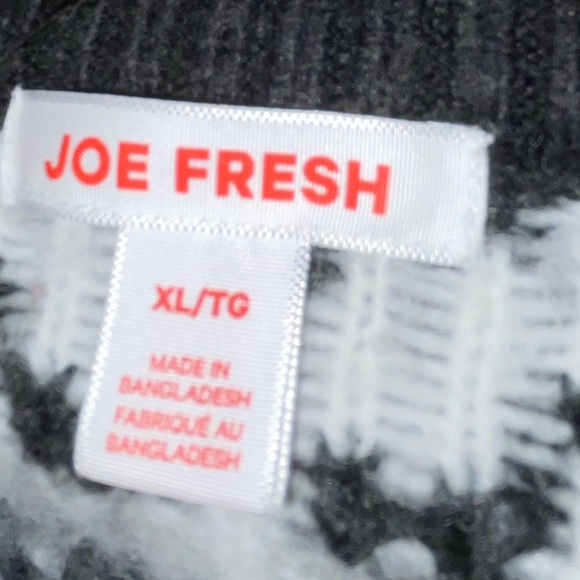 JOE FRESH
XL/TG
MADE IN
BANGLADESH
FABRIQUÉ AU
BANGLADESH